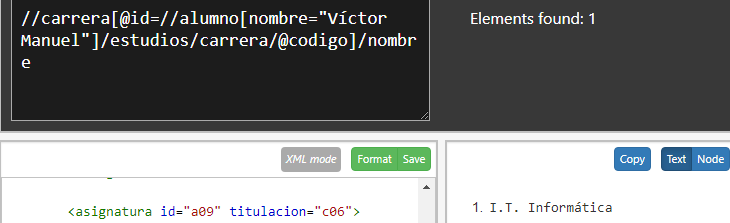 //carrera[@id=//alumno[nombre="Víctor
Manuel"]/estudios/carrera/@codigo]/nombr
e
Elements found: 1
XML mode
Format
Save
Copy
Text
Node
<asignatura id="a09" titulacion="c06">
1. I.T. Informática